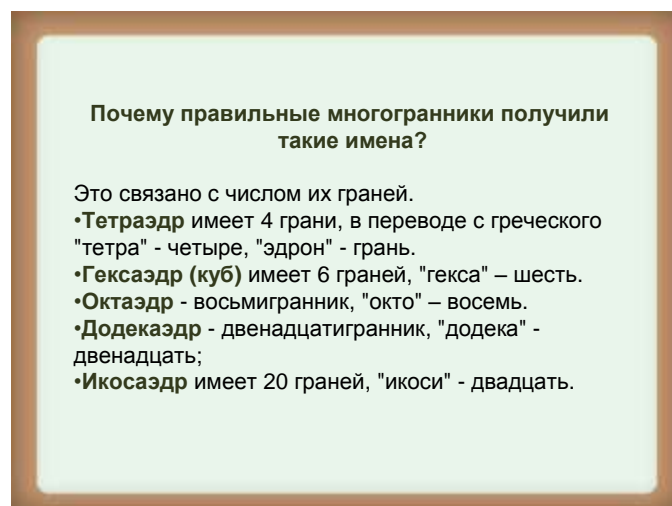 Почему правильные многогранники получили
такие имена?
Это связано с числом их граней.
•Тетраэдр имеет 4 грани, в переводе с греческого
"тетра" - четыре, "эдрон" - грань.
•Гексаэдр (куб) имеет 6 граней, "гекса" – шесть.
•Октаэдр - восьмигранник, "окто" – восемь.
•Додекаэдр - двенадцатигранник, "додека" -
двенадцать;
•Икосаэдр имеет 20 граней, "икоси" - двадцать.